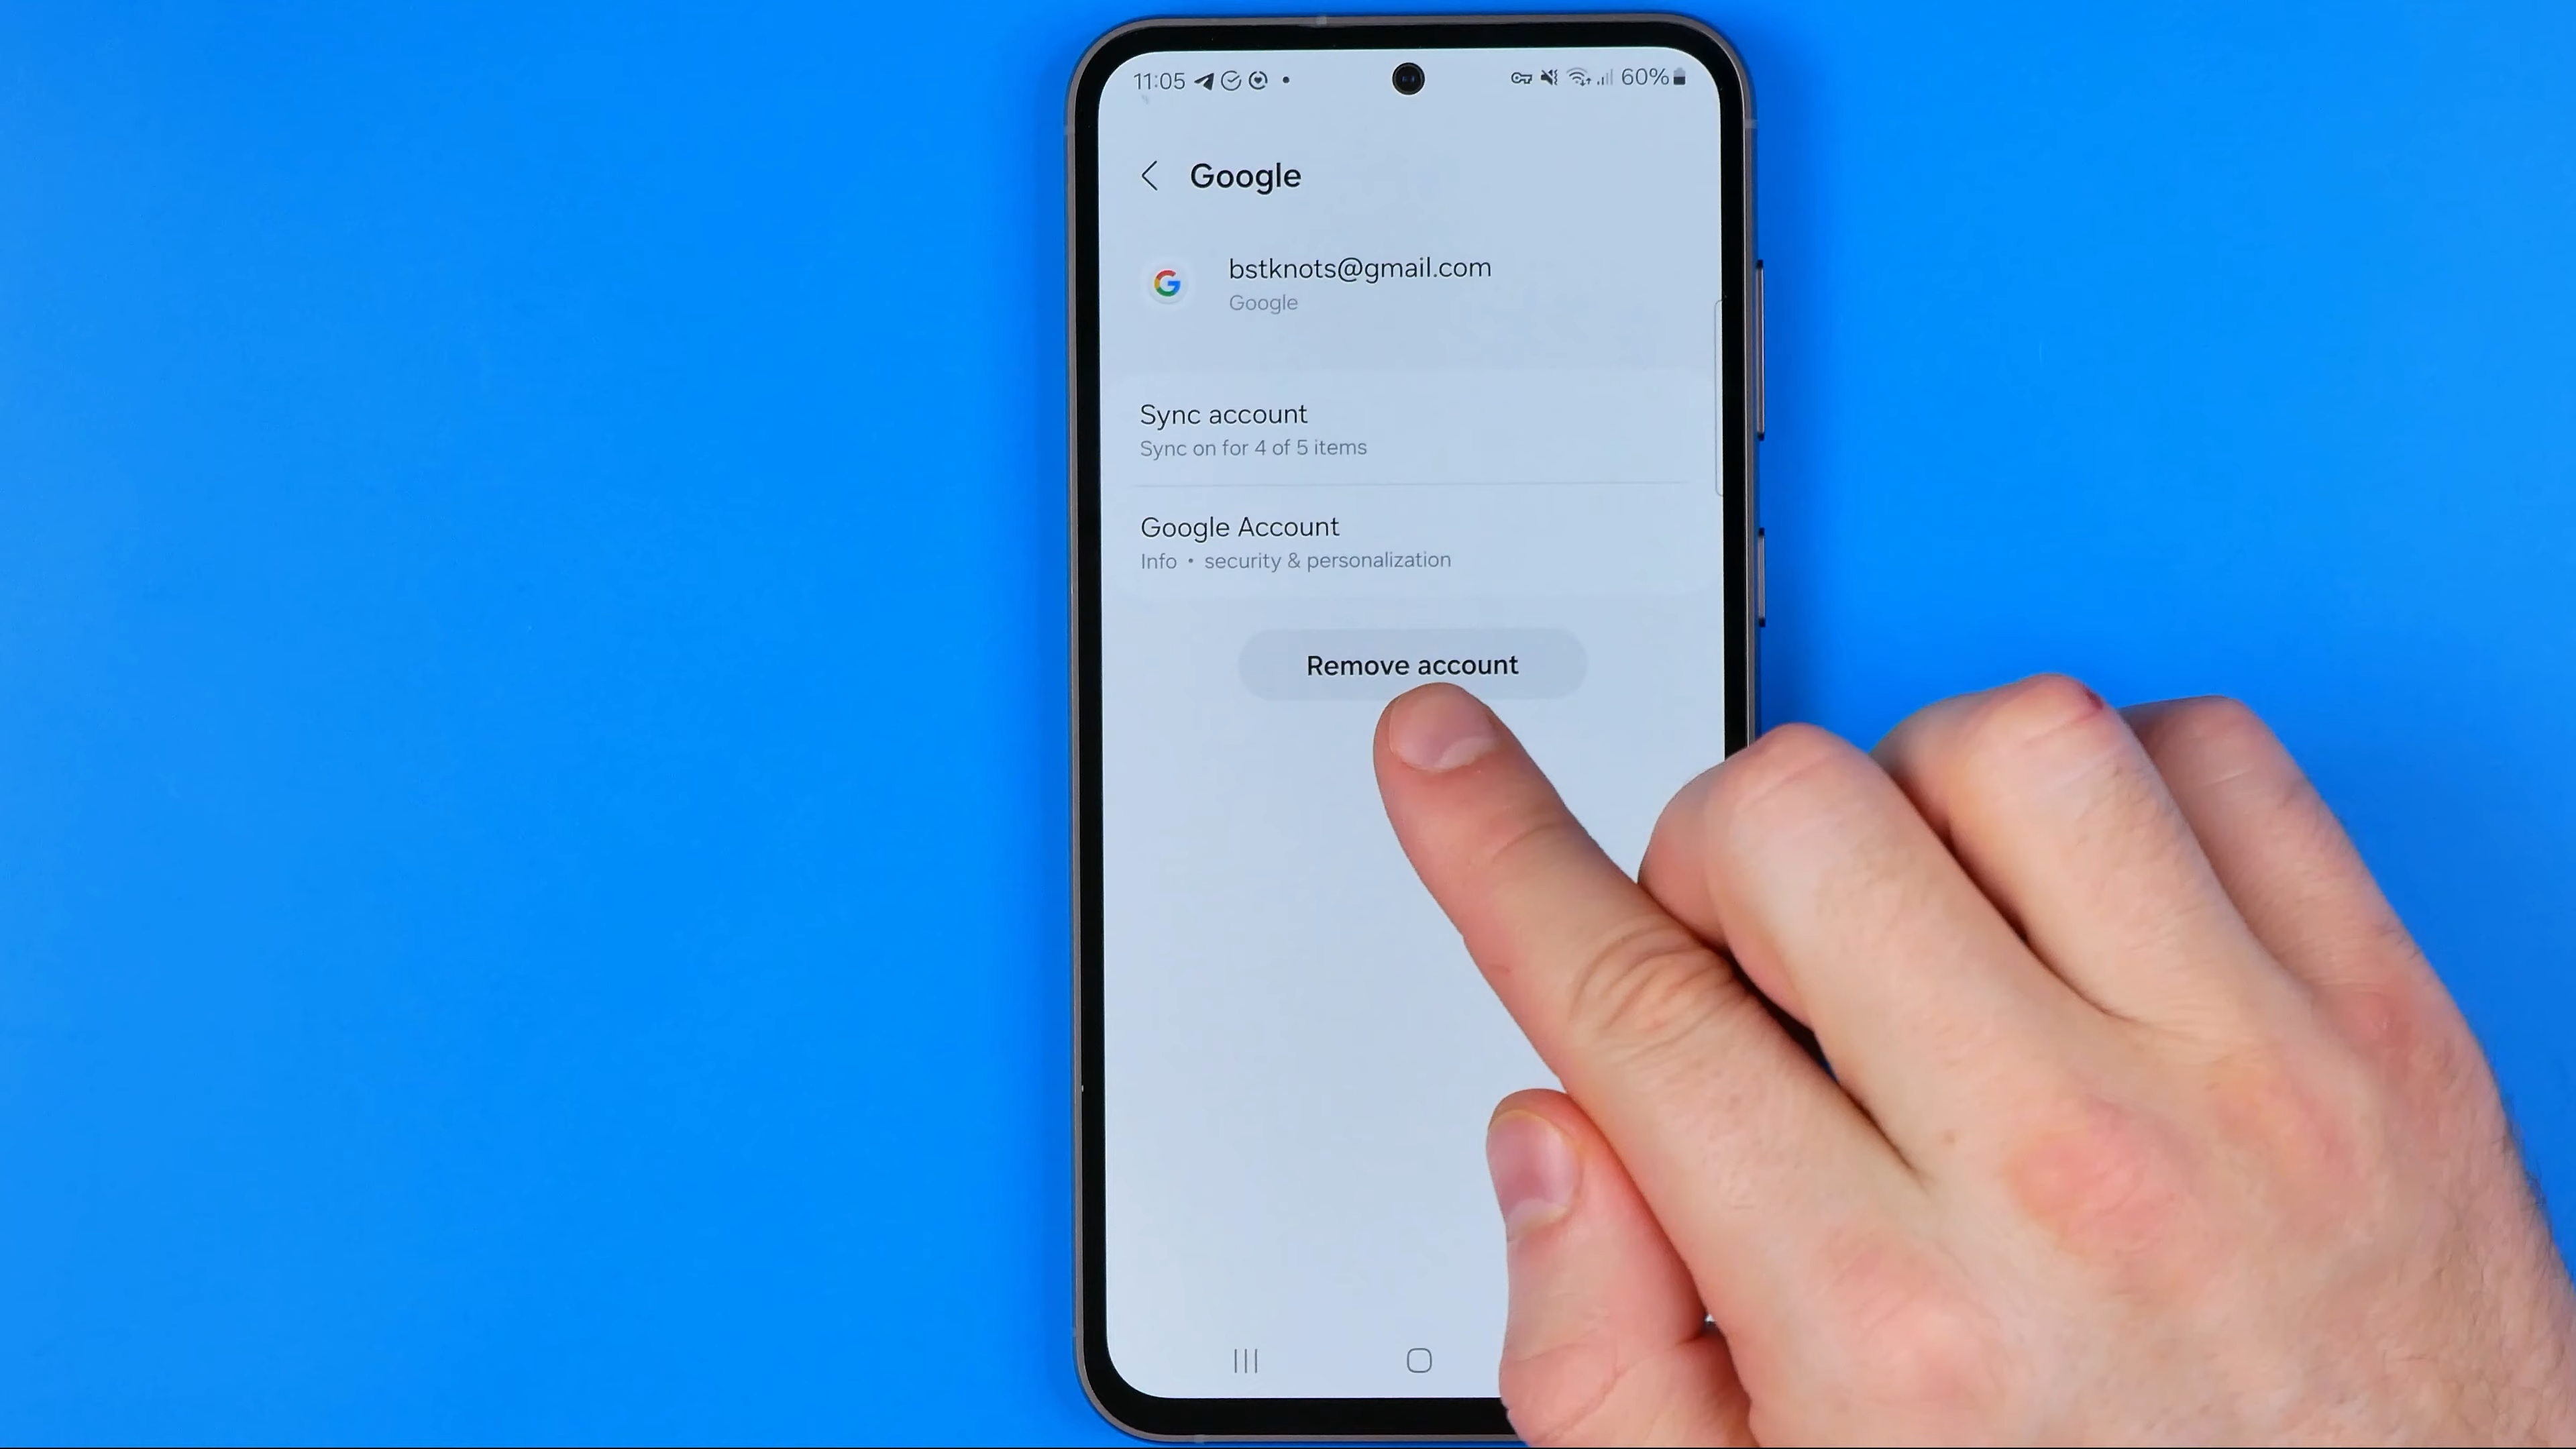 11:05
60%
Google
bstknots@gmail.com
Google
Sync account
Sync on for 4 of 5 items
Google Account
Info • security & personalization
Remove account